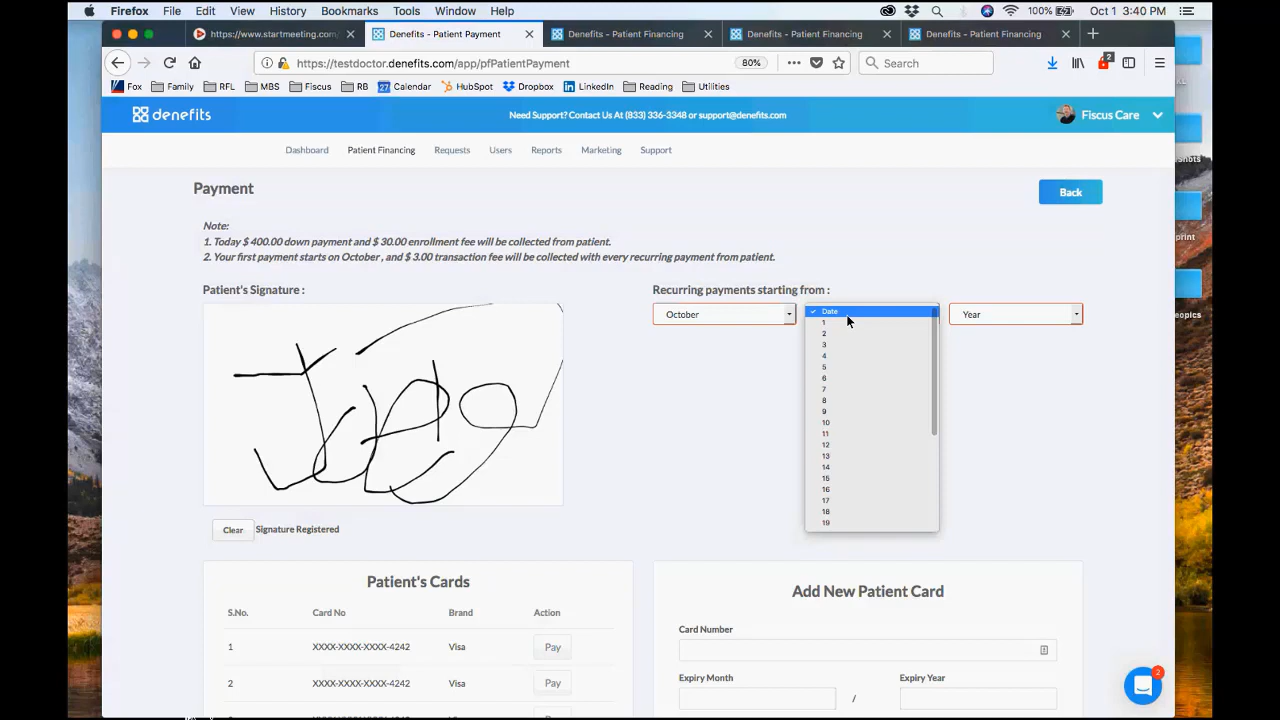 Firefox File Edit View History Bookmarks Tools Window Help 100% Oct 1 3:40 PM
https://www.startmeeting.com Denefits - Patient Payment Denefits - Patient Financing Denefits - Patient Financing Denefits - Patient Financing
https://testdoctor.denefits.com/app/pfPatientPayment 80% Search 2
Fox Family RFL MBS Fiscus RB 27 Calendar HubSpot Dropbox LinkedIn Reading Utilities
denefits Need Support? Contact Us At (833) 336-3348 or support@denefits.com Fiscus Care
Dashboard Patient Financing Requests Users Reports Marketing Support
Payment Back
Note:
1. Today $ 400.00 down payment and $ 30.00 enrollment fee will be collected from patient.
2. Your first payment starts on October , and $ 3.00 transaction fee will be collected with every recurring payment from patient.
Patient's Signature : Recurring payments starting from :
October Date Year
1
2
3
4
5
6
7
8
9
10
11
12
13
14
15
16
17
18
19
Clear Signature Registered
Patient's Cards
S.No. Card No Brand Action
1 XXXX-XXXX-XXXX-4242 Visa Pay
2 XXXX-XXXX-XXXX-4242 Visa Pay
Add New Patient Card
Card Number
Expiry Month / Expiry Year
2